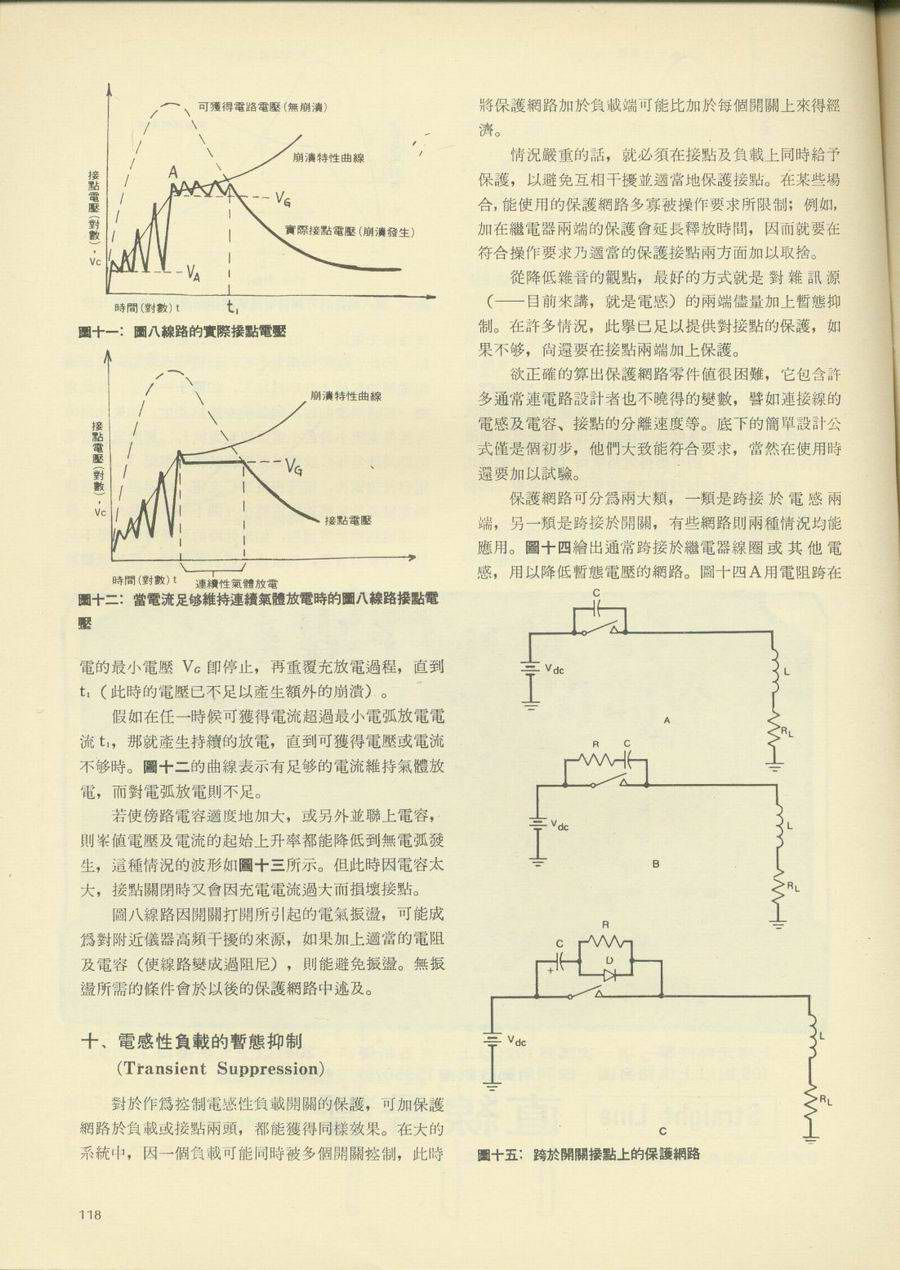 可獲得電路電壓(無崩潰)
崩潰特性曲線
A
VG
實際接點電壓(崩潰發生)
VA
接點電壓(對數),Vc
時間(對數)t
t₁
圖十一：圖八線路的實際接點電壓
崩潰特性曲線
VG
接點電壓
接點電壓(對數),Vc
時間(對數)t
連續性氣體放電
圖十二：當電流足够維持連續氣體放電時的圖八線路接點電
壓
電的最小電壓 VG 卽停止，再重覆充放電過程，直到
t₁（此時的電壓已不足以產生額外的崩潰）。
假如在任一時候可獲得電流超過最小電弧放電電
流 t₁，那就產生持續的放電，直到可獲得電壓或電流
不够時。圖十二的曲線表示有足够的電流維持氣體放
電，而對電弧放電則不足。
若使傍路電容適度地加大，或另外並聯上電容，
則峯値電壓及電流的起始上升率都能降低到無電弧發
生，這種情況的波形如圖十三所示。但此時因電容太
大，接點關閉時又會因充電電流過大而損壞接點。
圖八線路因開關打開所引起的電氣振盪，可能成
爲對附近儀器高頻干擾的來源，如果加上適當的電阻
及電容（使線路變成過阻尼），則能避免振盪。無振
盪所需的條件會於以後的保護網路中述及。
十、電感性負載的暫態抑制
(Transient Suppression)
對於作爲控制電感性負載開關的保護，可加保護
網路於負載或接點兩頭，都能獲得同樣效果。在大的
系統中，因一個負載可能同時被多個開關控制，此時
118
將保護網路加於負載端可能比加於每個開關上來得經
濟。
情況嚴重的話，就必須在接點及負載上同時給予
保護，以避免互相干擾並適當地保護接點。在某些場
合，能使用的保護網路多寡被操作要求所限制；例如，
加在繼電器兩端的保護會延長釋放時間，因而就要在
符合操作要求乃適當的保護接點兩方面加以取捨。
從降低雜音的觀點，最好的方式就是對雜訊源
（——目前來講，就是電感）的兩端儘量加上暫態抑
制。在許多情況，此擧已足以提供對接點的保護，如
果不够，尙還要在接點兩端加上保護。
欲正確的算出保護網路零件値很困難，它包含許
多通常連電路設計者也不曉得的變數，譬如連接線的
電感及電容、接點的分離速度等。底下的簡單設計公
式僅是個初步，他們大致能符合要求，當然在使用時
還要加以試驗。
保護網路可分爲兩大類，一類是跨接於電感兩
端，另一類是跨接於開關，有些網路則兩種情況均能
應用。圖十四繪出通常跨接於繼電器線圈或其他電
感，用以降低暫態電壓的網路。圖十四A用電阻跨在
C
Vdc
L
RL
A
R
C
Vdc
L
RL
B
R
C
D
+
Vdc
L
RL
C
圖十五：跨於開關接點上的保護網路